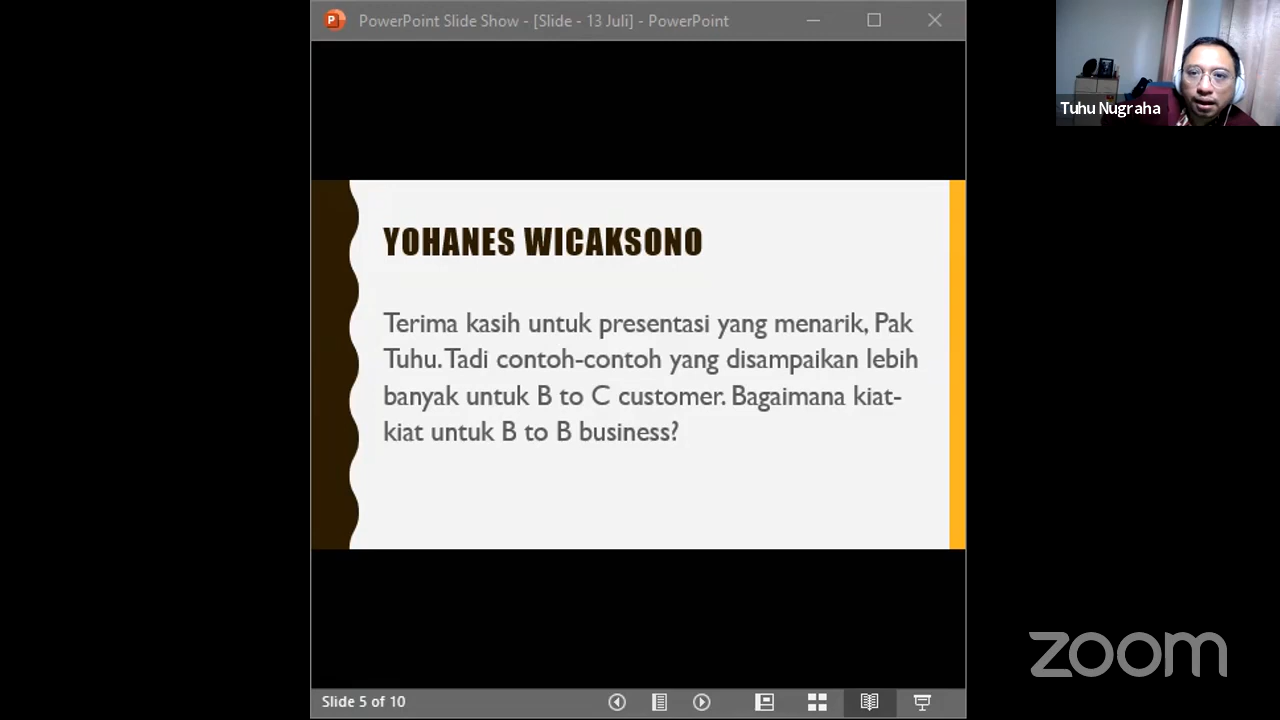 PowerPoint Slide Show - [Slide - 13 Juli] - PowerPoint
Tuhu Nugraha
YOHANES WICAKSONO
Terima kasih untuk presentasi yang menarik, Pak
Tuhu. Tadi contoh-contoh yang disampaikan lebih
banyak untuk B to C customer. Bagaimana kiat-
kiat untuk B to B business?
zoom
Slide 5 of 10